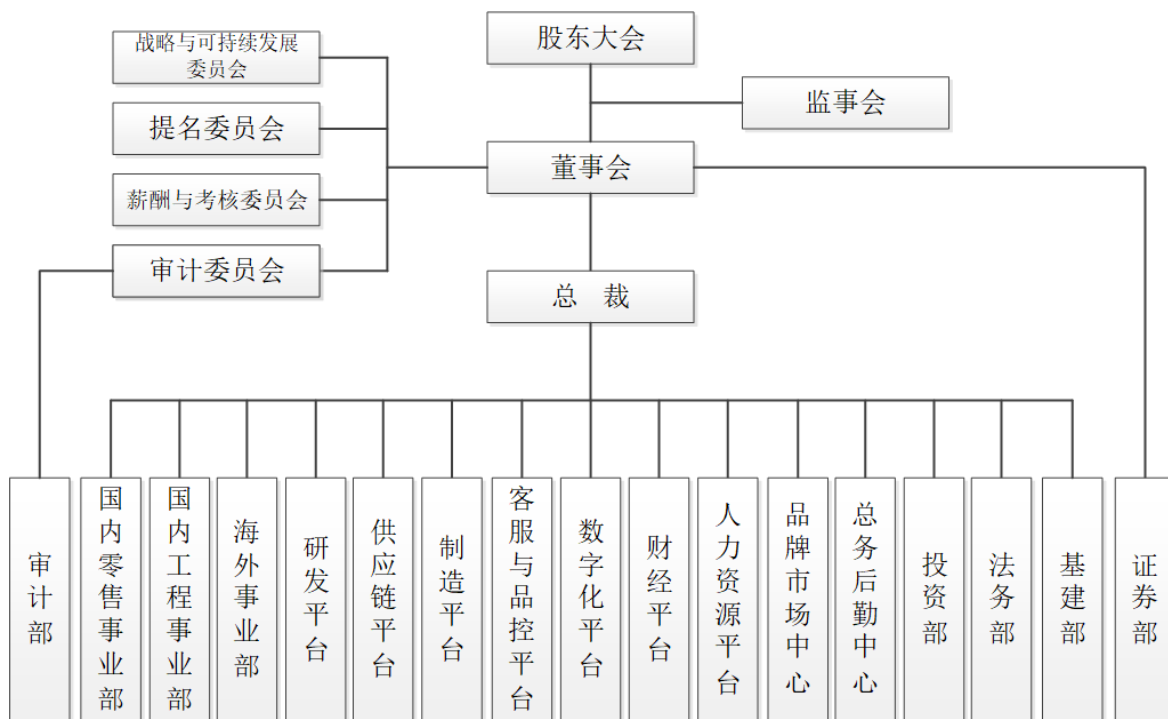 战略与可持续发展
委员会
股东大会
监事会
提名委员会
董事会
薪酬与考核委员会
审计委员会
总 裁
审计部
国内零售事业部
国内工程事业部
海外事业部
研发平台
供应链平台
制造平台
客服与品控平台
数字化平台
财经平台
人力资源平台
品牌市场中心
总务后勤中心
投资部
法务部
基建部
证券部